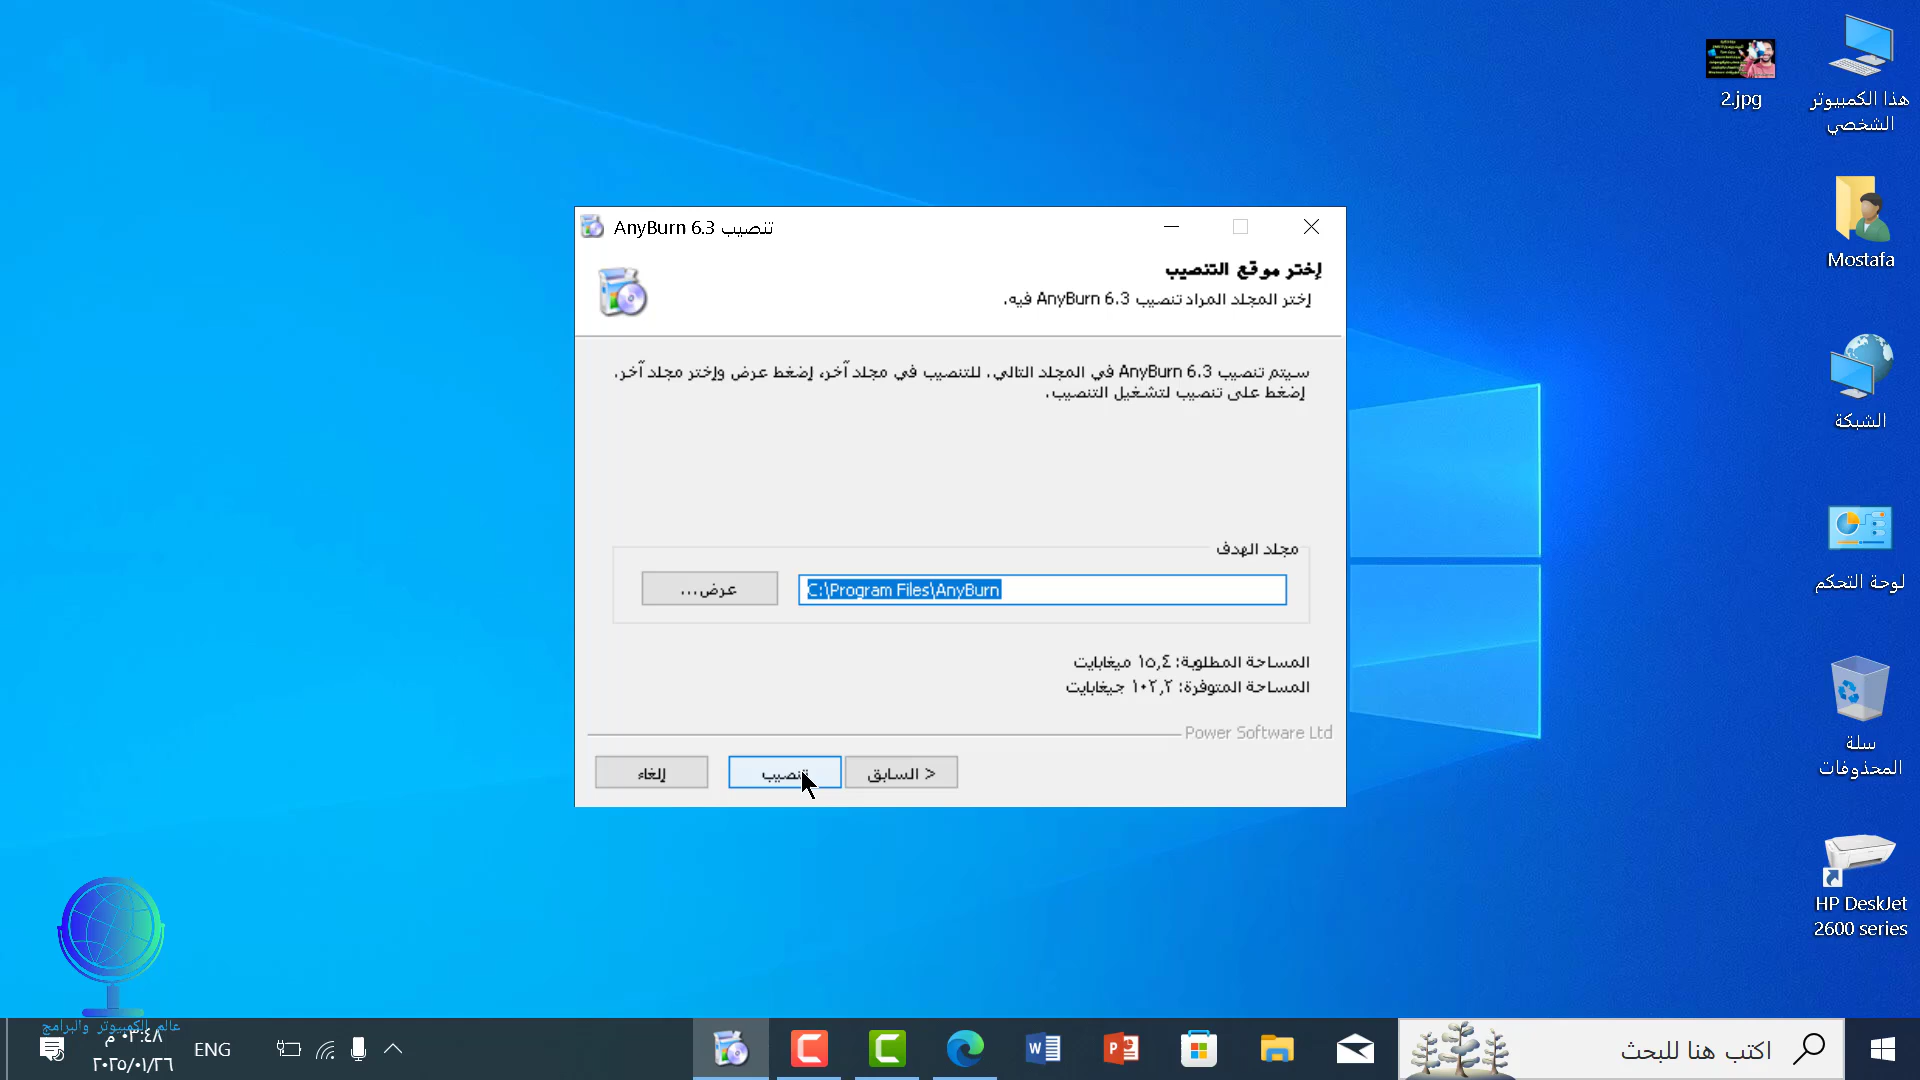 تنصيب AnyBurn 6.3
إختر موقع التنصيب
إختر المجلد المراد تنصيب AnyBurn 6.3 فيه.
سيتم تنصيب AnyBurn 6.3 في المجلد التالي. للتنصيب في مجلد آخر، إضغط عرض وإختر مجلد آخر.
إضغط على تنصيب لتشغيل التنصيب.
مجلد الهدف
C:\Program Files\AnyBurn
عرض...
المساحة المطلوبة: ١٥٫٤ ميغابايت
المساحة المتوفرة: ١٠٢٫٢ جيغابايت
Power Software Ltd
< السابق
تنصيب
إلغاء
هذا الكمبيوتر
الشخصي
2.jpg
Mostafa
الشبكة
لوحة التحكم
سلة
المحذوفات
HP DeskJet
2600 series
اكتب هنا للبحث
ENG
٠٣:٤٨ م
٢٠٢٥/٠١/٢٦
عالم الكمبيوتر والبرامج